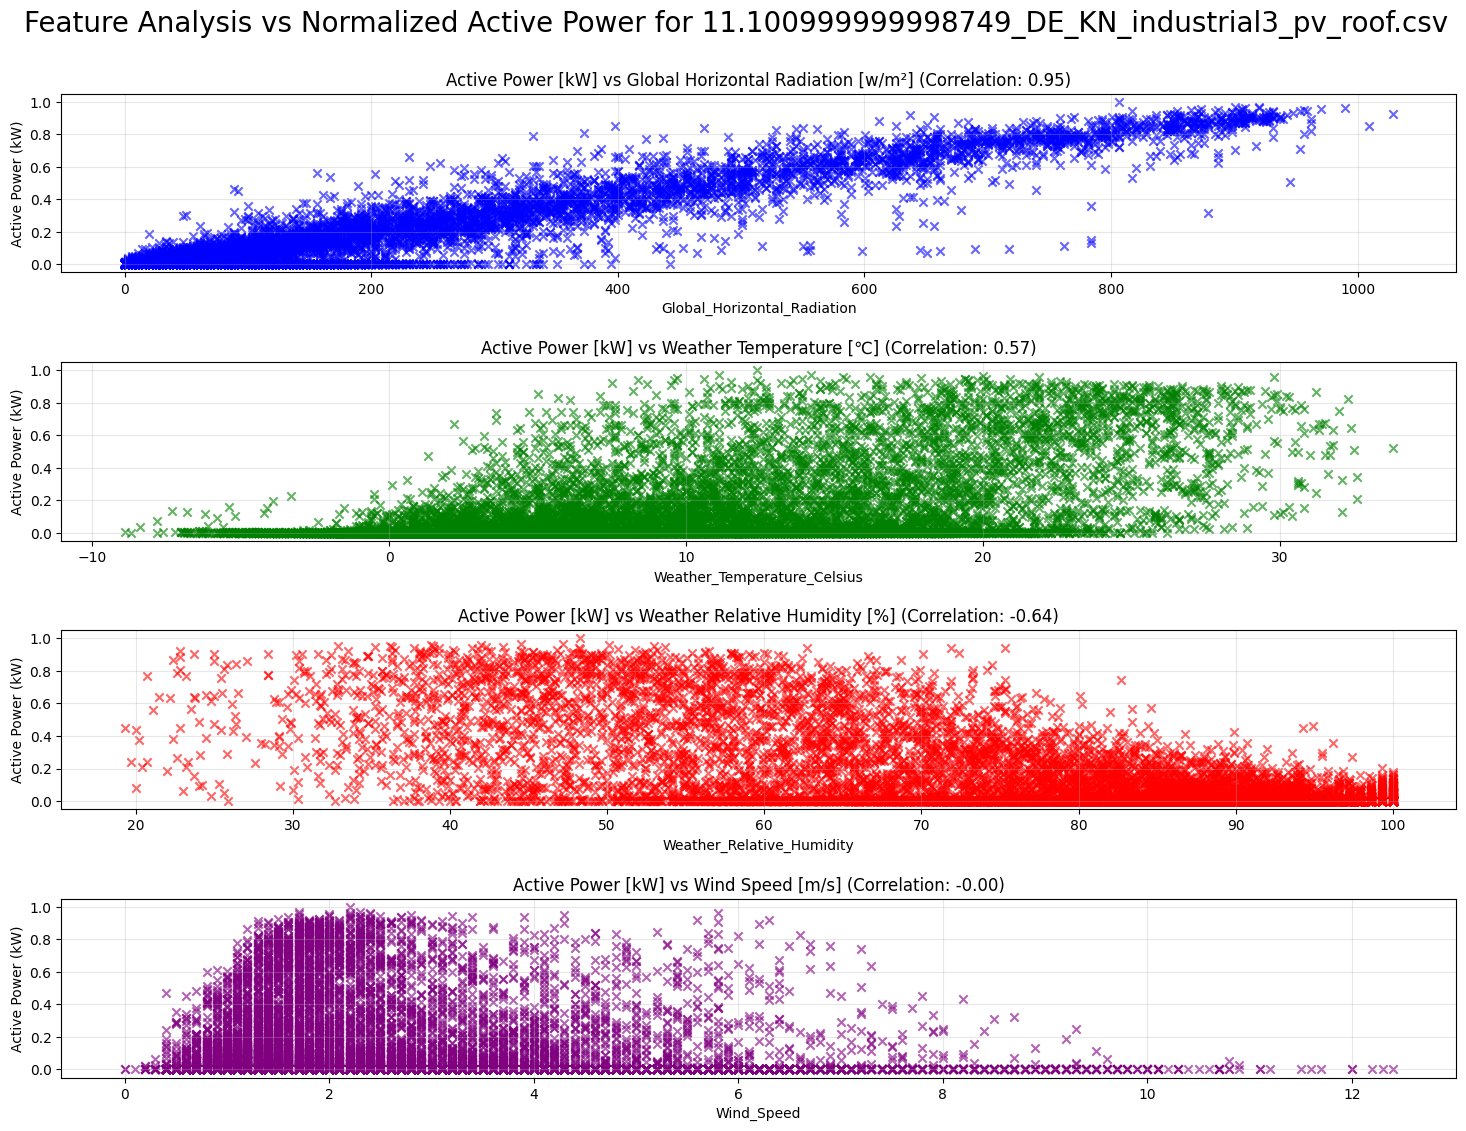 Feature Analysis vs Normalized Active Power for 11.100999999998749_DE_KN_industrial3_pv_roof.csv
Active Power [kW] vs Global Horizontal Radiation [w/m²] (Correlation: 0.95)
Active Power (kW)
1.0
0.8
0.6
0.4
0.2
0.0
0 200 400 600 800 1000
Global_Horizontal_Radiation
Active Power [kW] vs Weather Temperature [℃] (Correlation: 0.57)
Active Power (kW)
1.0
0.8
0.6
0.4
0.2
0.0
−10 0 10 20 30
Weather_Temperature_Celsius
Active Power [kW] vs Weather Relative Humidity [%] (Correlation: -0.64)
Active Power (kW)
1.0
0.8
0.6
0.4
0.2
0.0
20 30 40 50 60 70 80 90 100
Weather_Relative_Humidity
Active Power [kW] vs Wind Speed [m/s] (Correlation: -0.00)
Active Power (kW)
1.0
0.8
0.6
0.4
0.2
0.0
0 2 4 6 8 10 12
Wind_Speed